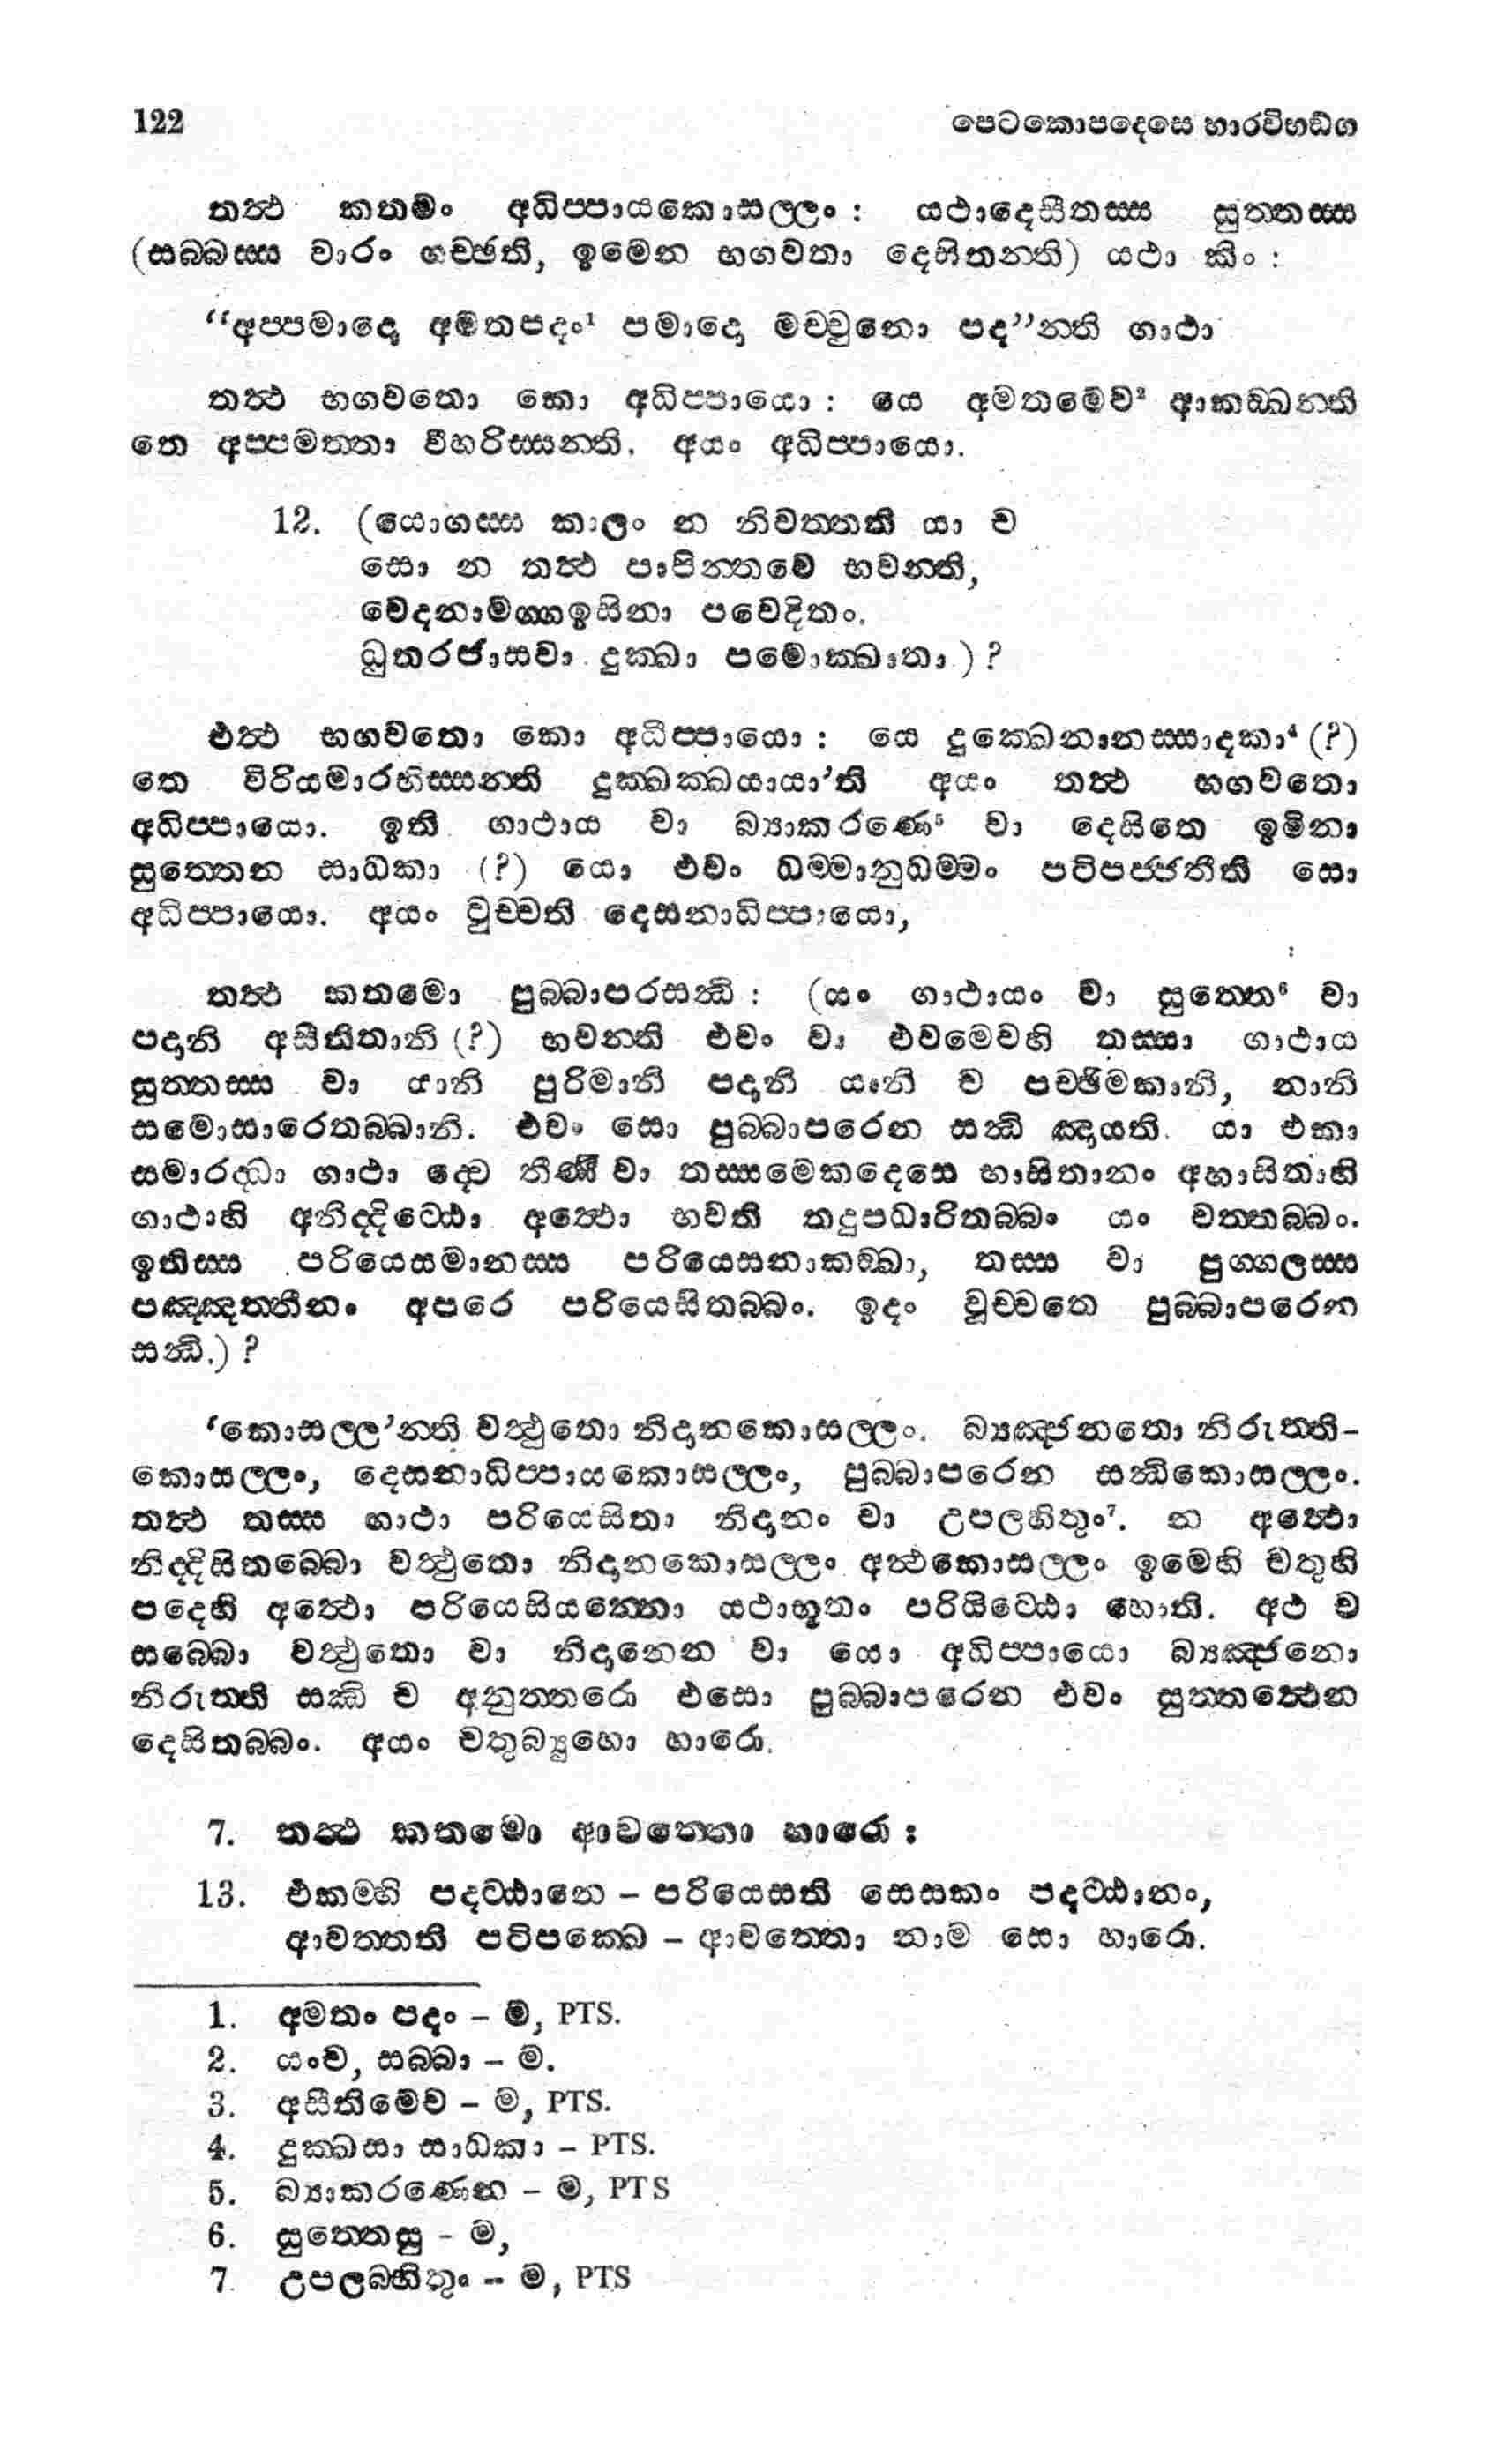 122 පෙටකොපදෙසෙ හාරවිභඞ්ග
තත්‍ථ කතමං අධිප්පායකොසල්ලං : යථාදෙසිතස්ස සුත්තස්ස
(සබ්බස්ස වාරං ගච්ඡති, ඉමෙන භගවතා දෙසිතන්ති) යථා කිං :
“අප්පමාදො අමතපදං¹ පමාදො මච්චුනො පද”න්ති ගාථා
තත්‍ථ භගවතො කො අධිප්පායො : යෙ අමතමෙව² ආකඞ්ඛන්ති
තෙ අප්පමත්තා විහරිස්සන්ති. අයං අධිප්පායො.
12. (යොගස්ස කාලං න නිවත්තති යා ච
සො න තත්‍ථ පාපින්තවෙ භවන්ති,
වෙදනාමග්ගඉසිනා පවෙදිතං.
ධුතරජාසවා දුක්ඛා පමොක්ඛාතා) ?
එත්‍ථ භගවතො කො අධිප්පායො : යෙ දුක්ඛෙනානස්සාදකා⁴ (?)
තෙ විරියමාරභිස්සන්ති දුක්ඛක්ඛයායා’ති අයං තත්‍ථ භගවතො
අධිප්පායො. ඉති ගාථාය වා බ්‍යාකරණෙ⁵ වා දෙසිතෙ ඉමිනා
සුත්තෙන සාධකා (?) යො එවං ධම්මානුධම්මං පටිපජ්ජතීති සො
අධිප්පායො. අයං වුච්චති දෙසනාධිප්පායො,
තත්‍ථ කතමො පුබ්බාපරසන්‍ධි : (යං ගාථායං වා සුත්තෙ⁶ වා
පදානි අසීතිතානි (?) භවන්ති එවං වා එවමෙවහි තස්සා ගාථාය
සුත්තස්ස වා යානි පුරිමානි පදානි යානි ච පච්ඡිමකානි, තානි
සමොසාරෙතබ්බානි. එවං සො පුබ්බාපරෙන සන්‍ධි ඤායති. යා එකා
සමාරද්ධා ගාථා ද්වෙ තීණි වා තස්සමෙකදෙසෙ භාසිතානං අභාසිතාහි
ගාථාහි අනිද්දිට්ඨො අත්‍ථො භවති තදුපධාරිතබ්බං යං වත්තබ්බං.
ඉතිස්ස පරියෙසමානස්ස පරියෙසනාකඞ්ඛා, තස්ස වා පුග්ගලස්ස
පඤ්ඤත්තීනං අපරෙ පරියෙසිතබ්බං. ඉදං වුච්චතෙ පුබ්බාපරෙන
සන්‍ධි.) ?
‘කොසල්ල’න්ති වත්‍ථුතො නිදානකොසල්ලං. බ්‍යඤ්ජනතො නිරුත්ති-
කොසල්ලං, දෙසනාධිප්පායකොසල්ලං, පුබ්බාපරෙන සන්‍ධිකොසල්ලං.
තත්‍ථ තස්ස ගාථා පරියෙසිතා නිදානං වා උපලභිතුං⁷. න අත්‍ථො
නිද්දිසිතබ්බො වත්‍ථුතො නිදානකොසල්ලං අත්‍ථකොසල්ලං ඉමෙහි චතුහි
පදෙහි අත්‍ථො පරියෙසියන්තො යථාභූතං පරියිට්ඨො හොති. අථ ච
සබ්බො වත්‍ථුතො වා නිදානෙන වා යො අධිප්පායො බ්‍යඤ්ජනො
නිරුත්ති සන්‍ධි ච අනුත්තරො එසො පුබ්බාපරෙන එවං සුත්තත්‍ථෙන
දෙසිතබ්බං. අයං චතුබ්‍යුහො හාරො.
7. තත්‍ථ කතමො ආවත්තො හාරො :
13. එකම්හි පදට්ඨානෙ – පරියෙසති සෙසකං පදට්ඨානං,
ආවත්තති පටිපක්ඛෙ – ආවත්තො නාම සො හාරො.
1. අමතං පදං – ම, PTS.
2. යංච, සබ්බා – ම.
3. අසීතිමෙව – ම, PTS.
4. දුක්ඛසා සාධකා – PTS.
5. බ්‍යාකරණෙන – ම, PTS
6. සුත්තෙසු – ම,
7. උපලබ්භිතුං – ම, PTS